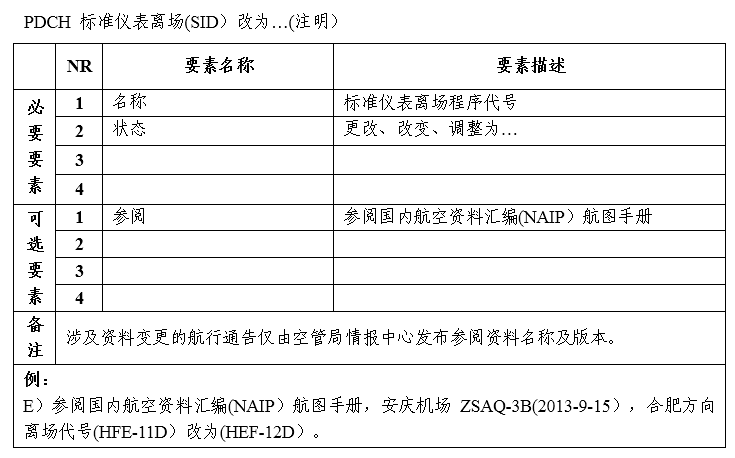 PDCH 标准仪表离场(SID）改为…(注明）
NR 要素名称 要素描述
必要要素
1 名称 标准仪表离场程序代号
2 状态 更改、改变、调整为…
3
4
可选要素
1 参阅 参阅国内航空资料汇编(NAIP）航图手册
2
3
4
备注 涉及资料变更的航行通告仅由空管局情报中心发布参阅资料名称及版本。
例：
E）参阅国内航空资料汇编(NAIP）航图手册，安庆机场 ZSAQ-3B(2013-9-15），合肥方向
离场代号(HFE-11D）改为(HEF-12D）。